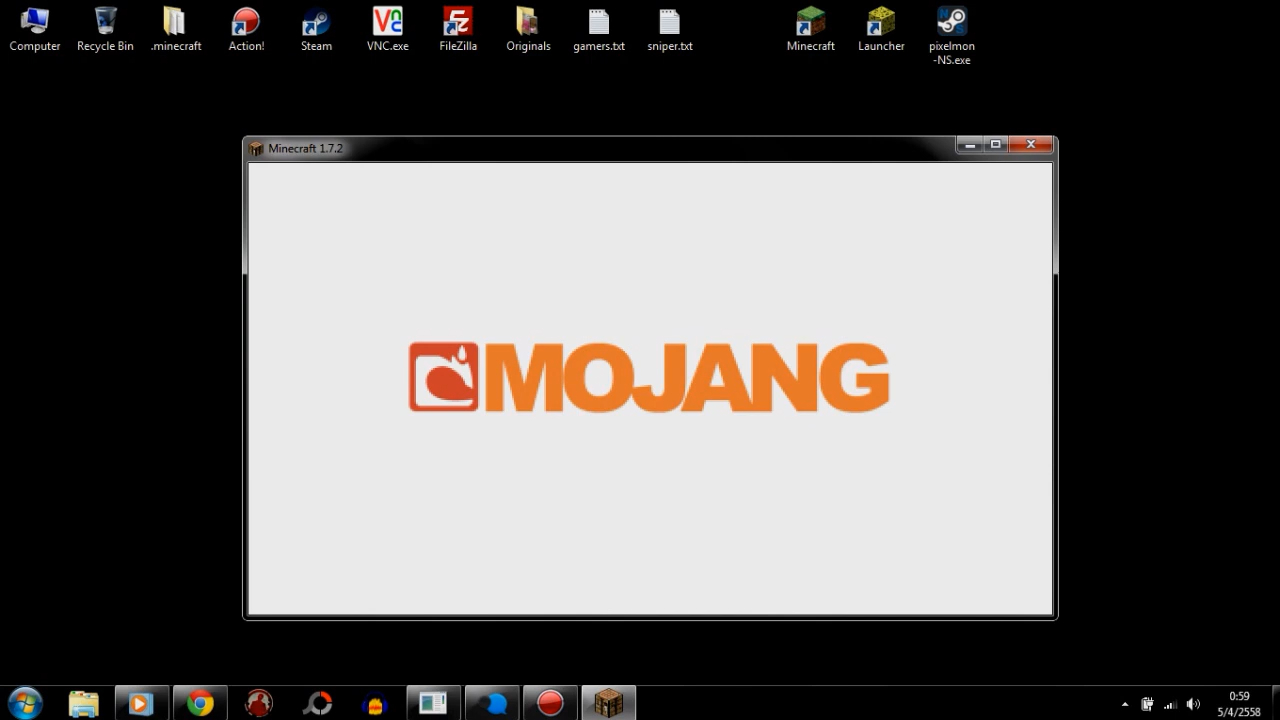 Computer
Recycle Bin
.minecraft
Action!
Steam
VNC.exe
FileZilla
Originals
gamers.txt
sniper.txt
Minecraft
Launcher
pixelmon
-NS.exe
Minecraft 1.7.2
MOJANG
0:59
5/4/2558